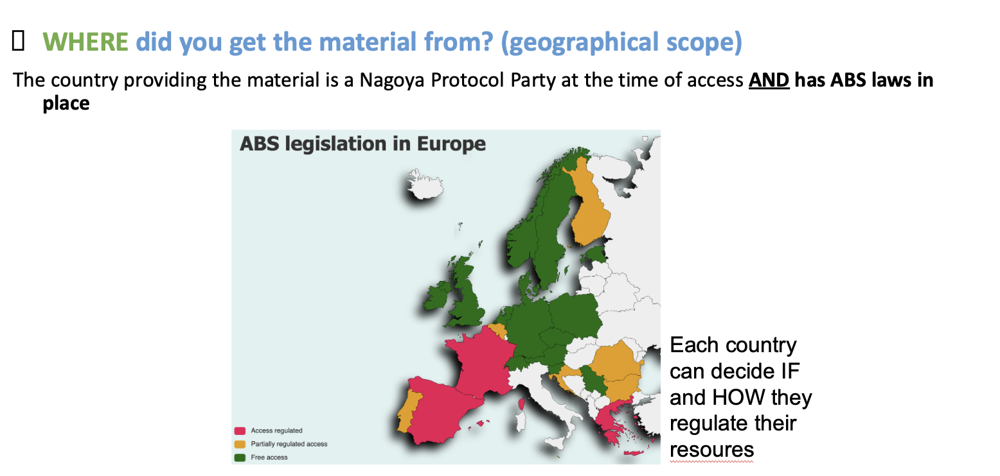 WHERE did you get the material from? (geographical scope)
The country providing the material is a Nagoya Protocol Party at the time of access AND has ABS laws in
place
ABS legislation in Europe
Each country
can decide IF
and HOW they
regulate their
resoures
Access regulated
Partially regulated access
Free access